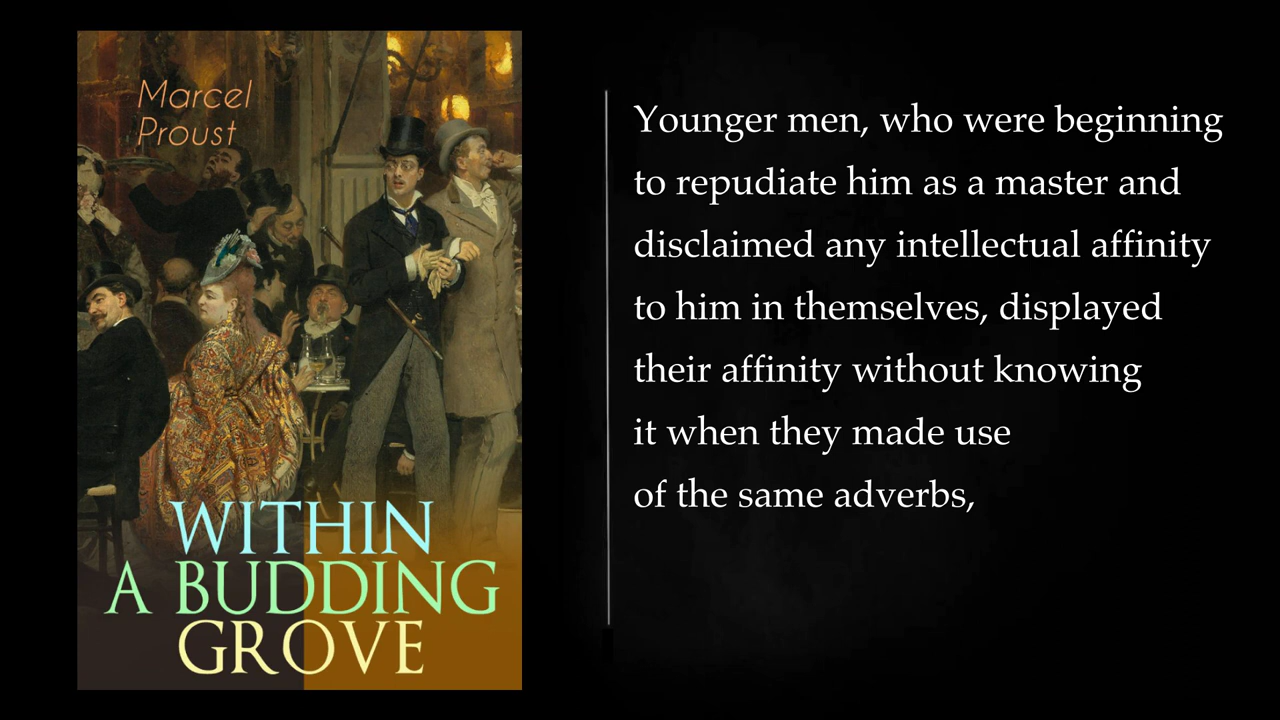 Marcel
Proust
WITHIN
A BUDDING
GROVE
Younger men, who were beginning
to repudiate him as a master and
disclaimed any intellectual affinity
to him in themselves, displayed
their affinity without knowing
it when they made use
of the same adverbs,